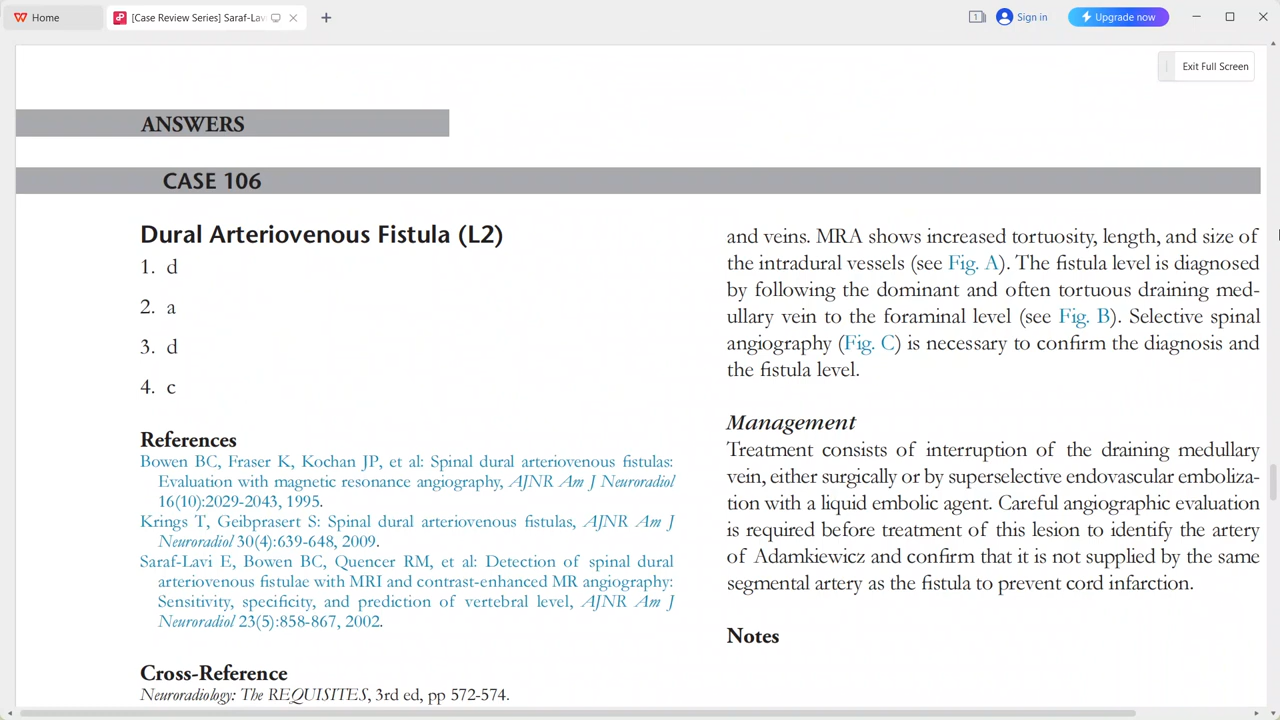 Home
[Case Review Series] Saraf-Lav
1
Sign in
Upgrade now
Exit Full Screen
ANSWERS
CASE 106
Dural Arteriovenous Fistula (L2)
1. d
2. a
3. d
4. c
References
Bowen BC, Fraser K, Kochan JP, et al: Spinal dural arteriovenous fistulas:
Evaluation with magnetic resonance angiography, AJNR Am J Neuroradiol
16(10):2029-2043, 1995.
Krings T, Geibprasert S: Spinal dural arteriovenous fistulas, AJNR Am J
Neuroradiol 30(4):639-648, 2009.
Saraf-Lavi E, Bowen BC, Quencer RM, et al: Detection of spinal dural
arteriovenous fistulae with MRI and contrast-enhanced MR angiography:
Sensitivity, specificity, and prediction of vertebral level, AJNR Am J
Neuroradiol 23(5):858-867, 2002.
Cross-Reference
Neuroradiology: The REQUISITES, 3rd ed, pp 572-574.
and veins. MRA shows increased tortuosity, length, and size of
the intradural vessels (see Fig. A). The fistula level is diagnosed
by following the dominant and often tortuous draining med-
ullary vein to the foraminal level (see Fig. B). Selective spinal
angiography (Fig. C) is necessary to confirm the diagnosis and
the fistula level.
Management
Treatment consists of interruption of the draining medullary
vein, either surgically or by superselective endovascular emboliza-
tion with a liquid embolic agent. Careful angiographic evaluation
is required before treatment of this lesion to identify the artery
of Adamkiewicz and confirm that it is not supplied by the same
segmental artery as the fistula to prevent cord infarction.
Notes